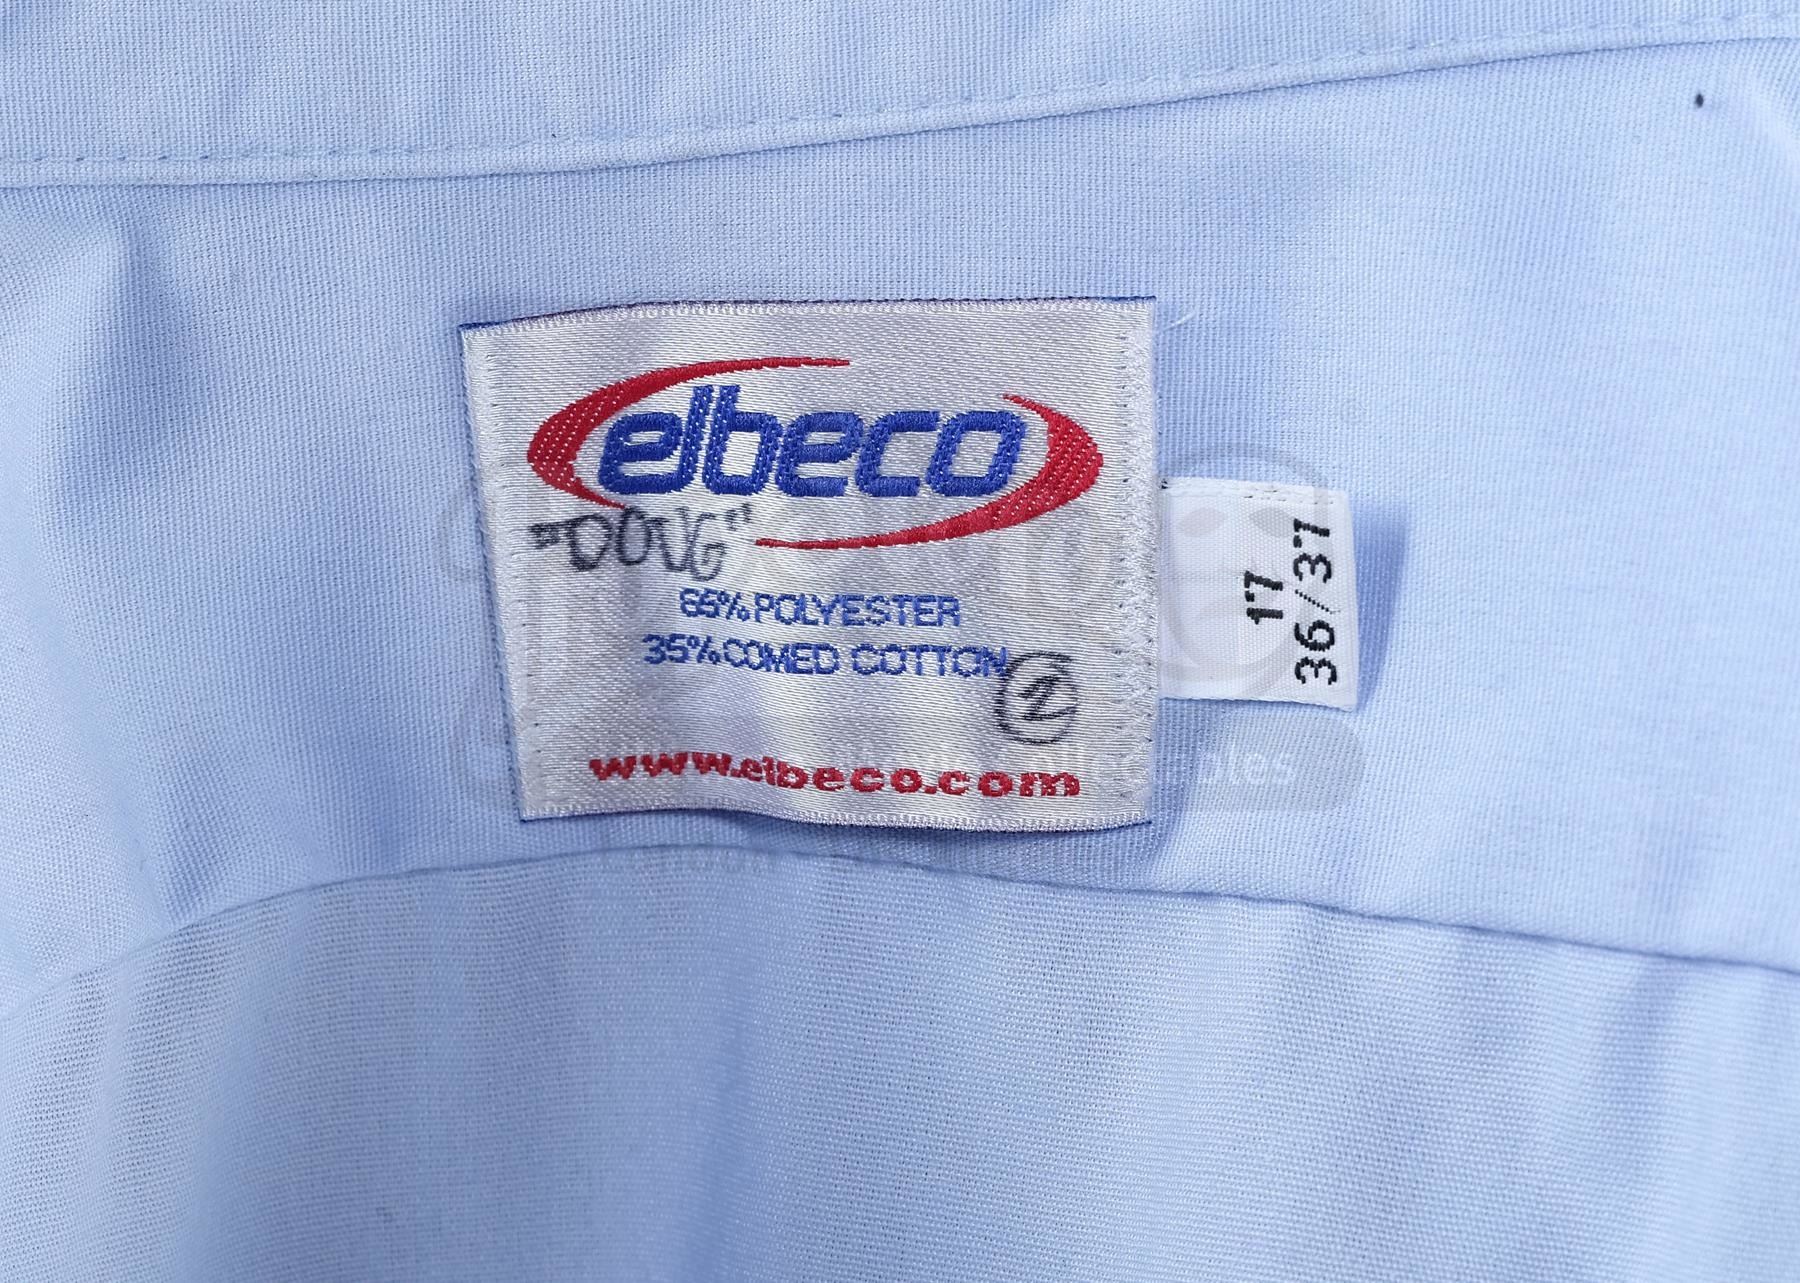 elbeco
"DOUG"
65% POLYESTER
35% COMED COTTON
2
www.elbeco.com
17
36/37